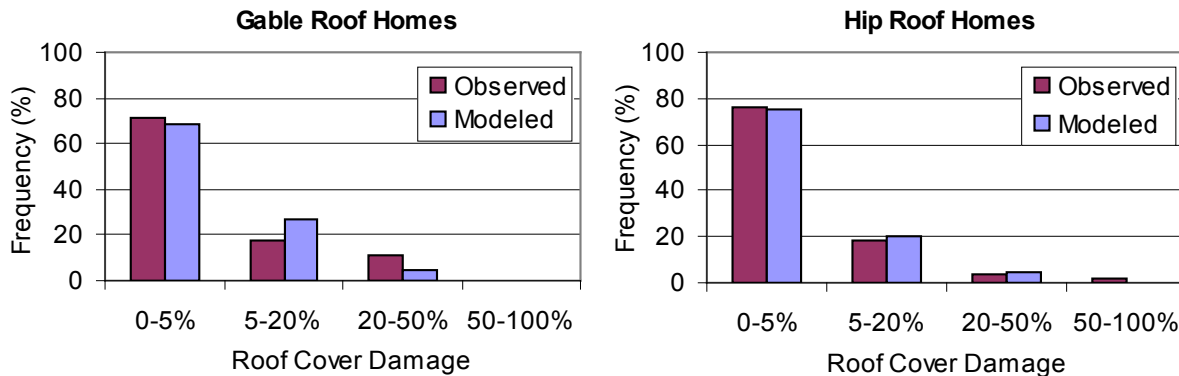 Gable Roof Homes
Frequency (%)
100
80
60
40
20
0
Observed
Modeled
0-5% 5-20% 20-50% 50-100%
Roof Cover Damage
Hip Roof Homes
Frequency (%)
100
80
60
40
20
0
Observed
Modeled
0-5% 5-20% 20-50% 50-100%
Roof Cover Damage